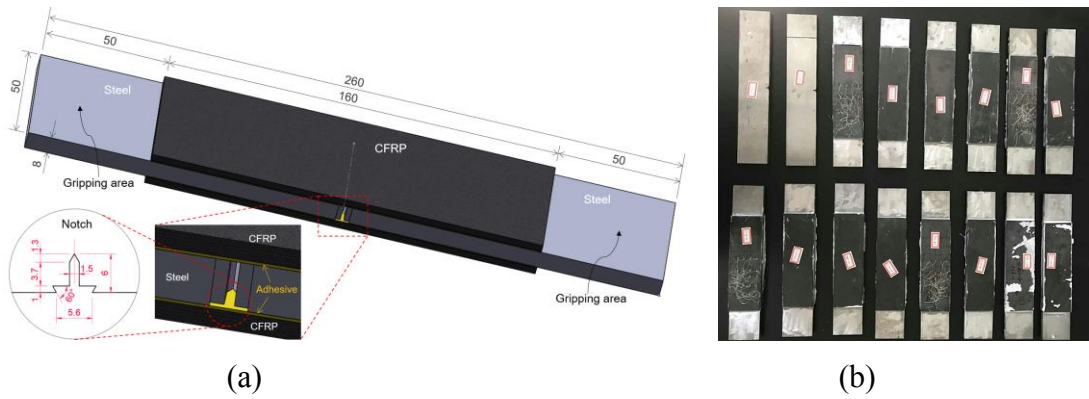 50
260
50
160
Steel
50
CFRP
8
50
Gripping area
Steel
Notch
CFRP
1.3
3.7
1.5
6
Steel
Adhesive
1
60°
5.6
CFRP
Gripping area
(a)
(b)